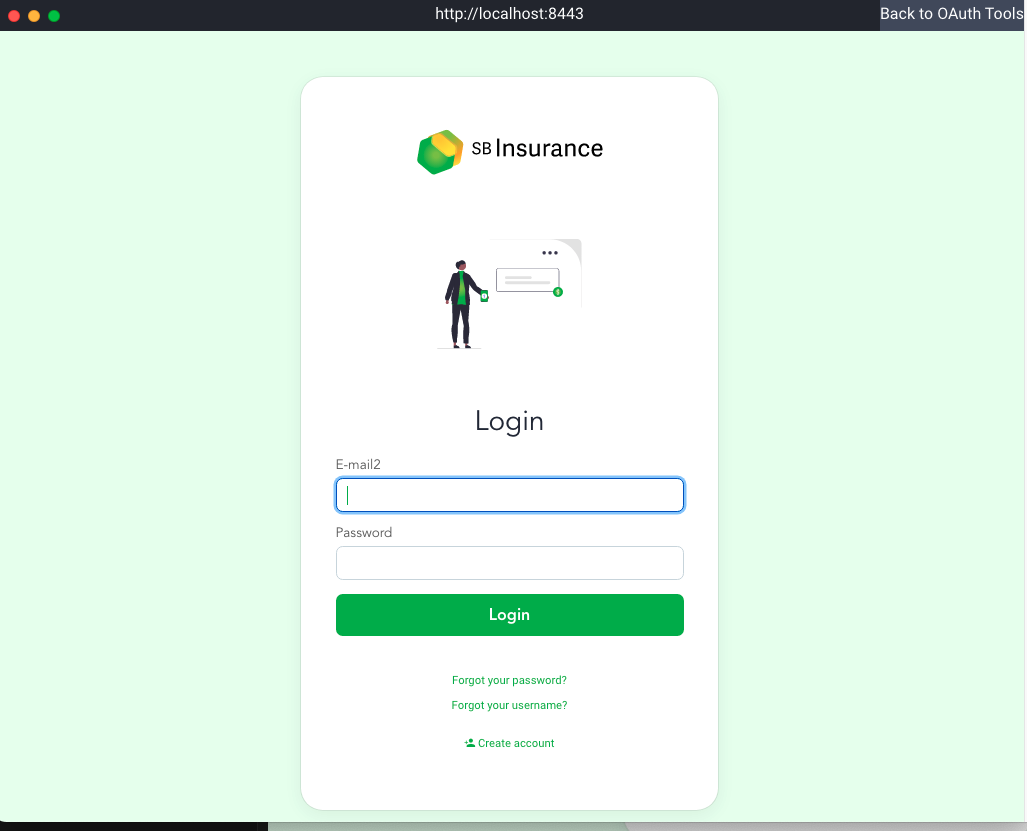 http://localhost:8443
Back to OAuth Tools
SB Insurance
Login
E-mail2
Password
Login
Forgot your password?
Forgot your username?
Create account